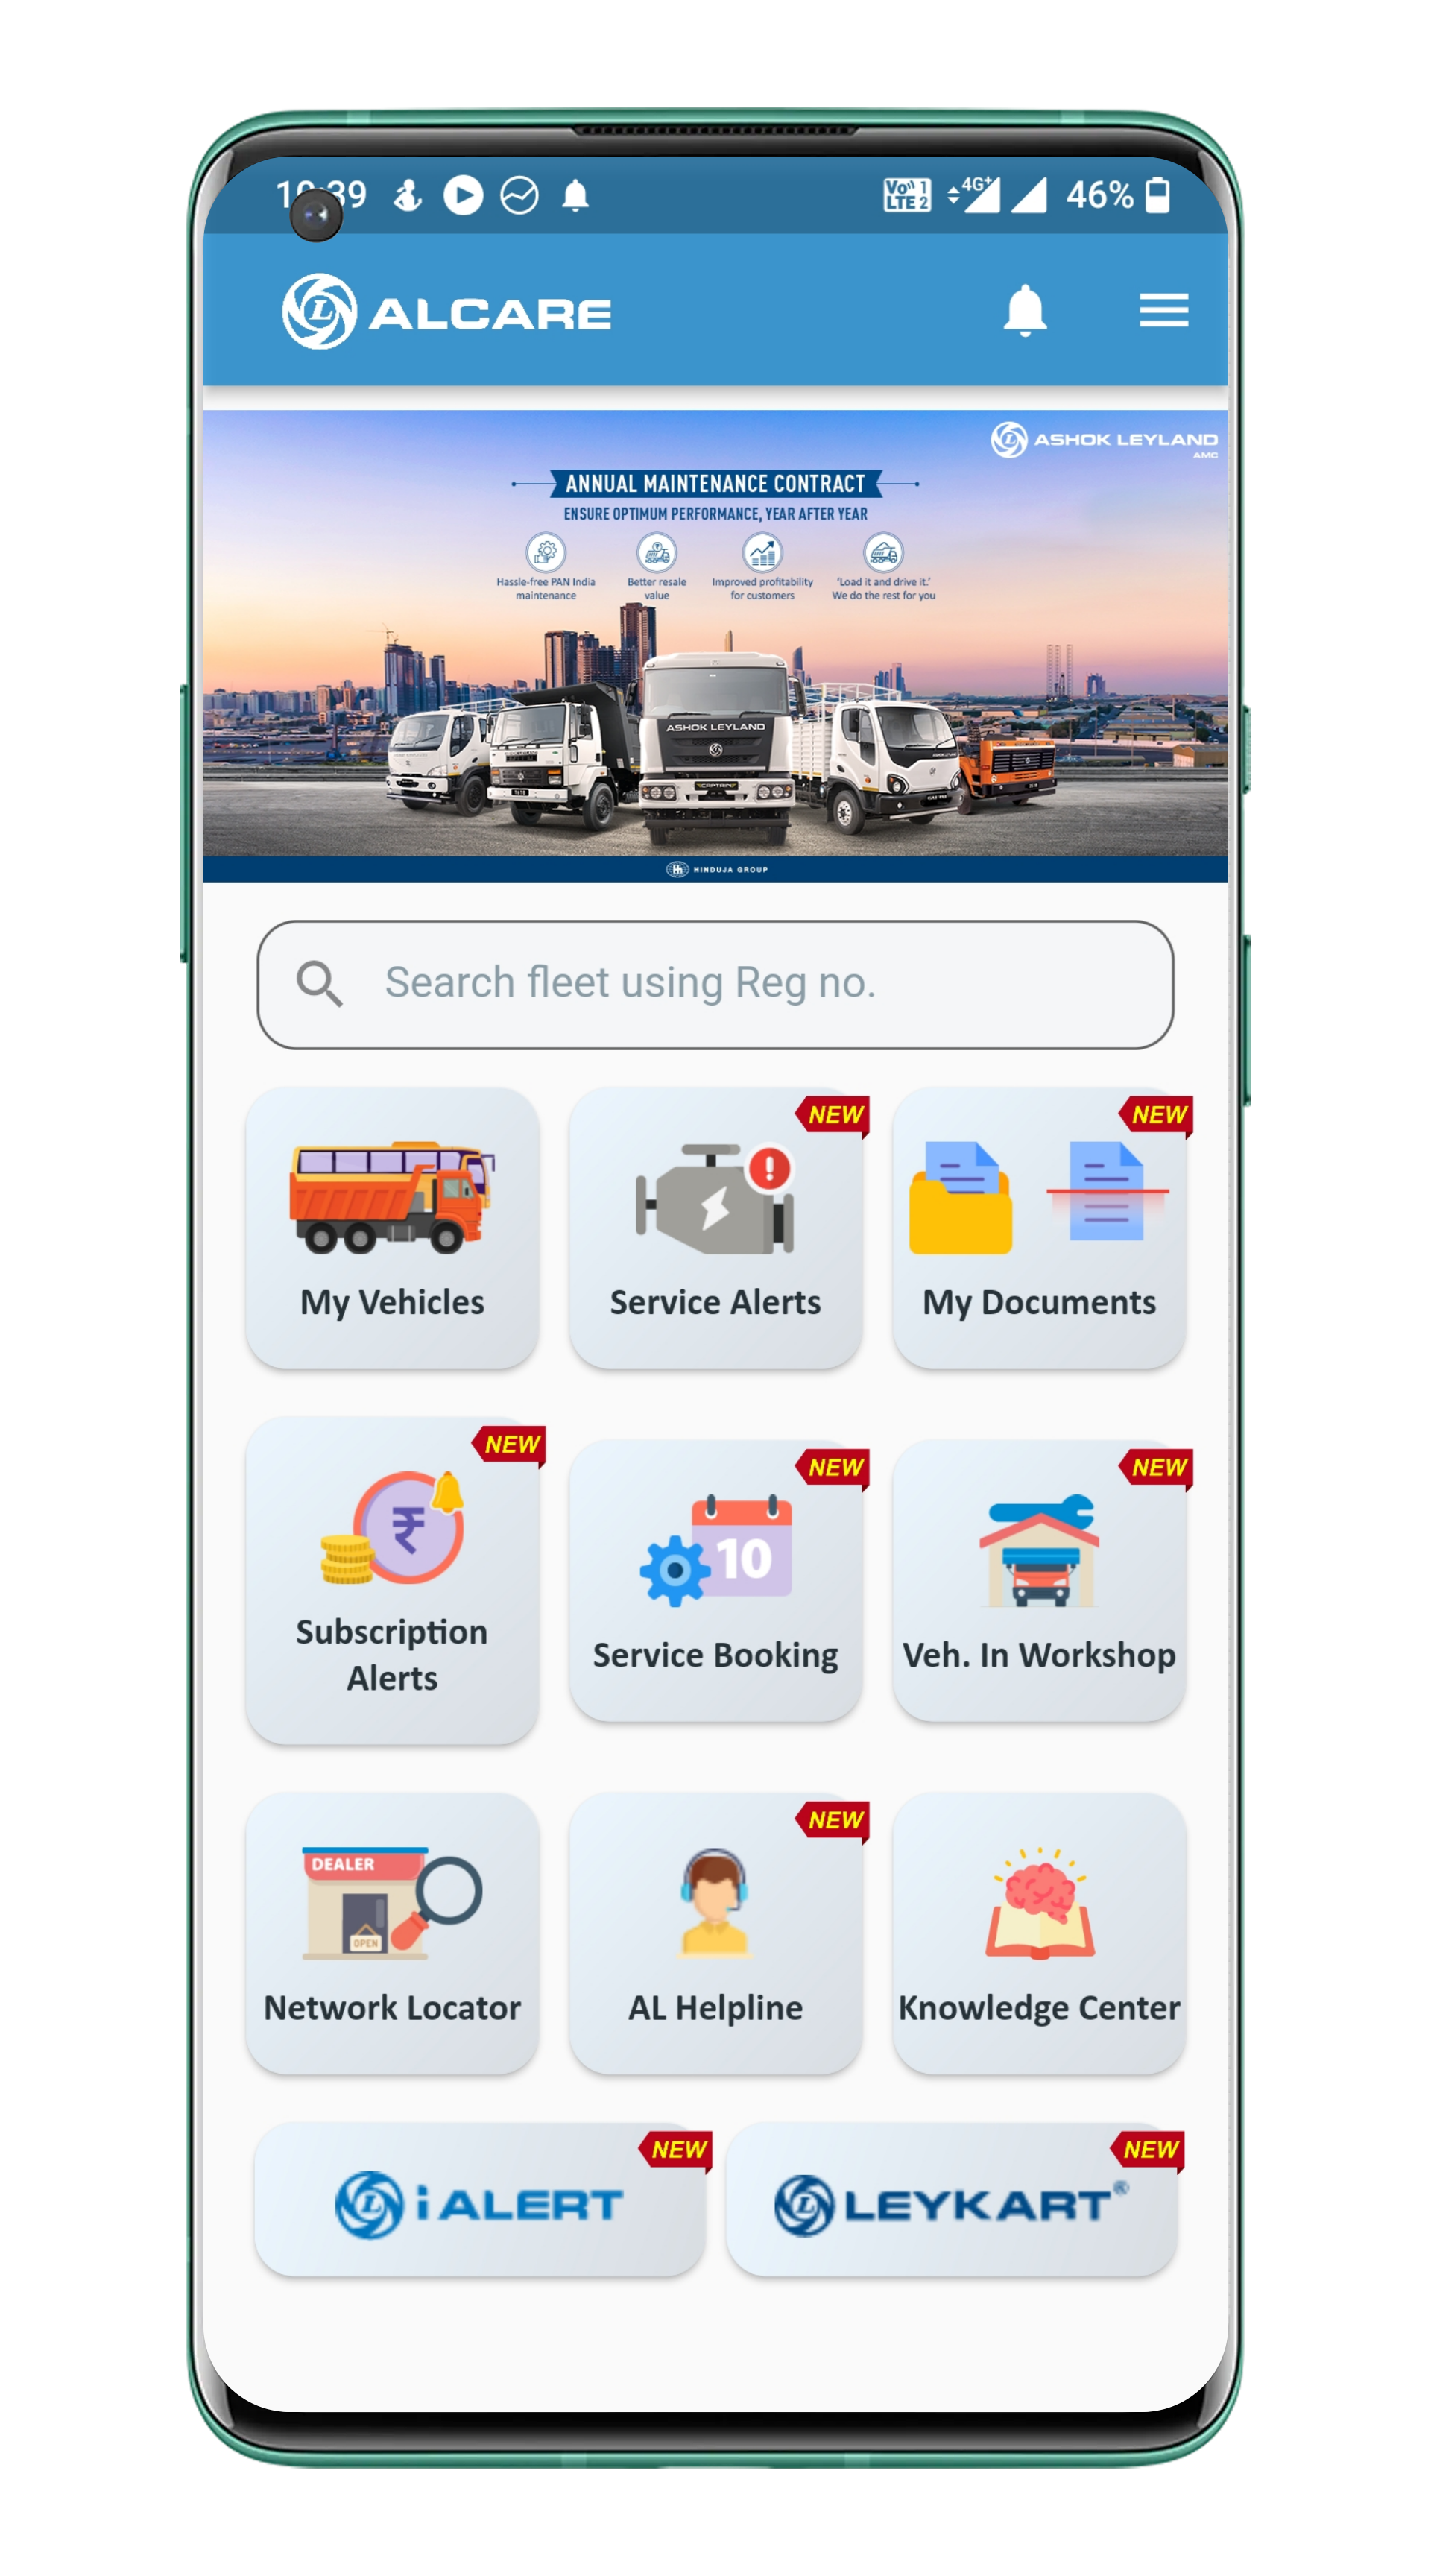 46%
Vo)) 1
LTE 2
4G+
ALCARE
ASHOK LEYLAND
AMC
ANNUAL MAINTENANCE CONTRACT
ENSURE OPTIMUM PERFORMANCE, YEAR AFTER YEAR
Hassle-free PAN India
maintenance
Better resale
value
Improved profitability
for customers
'Load it and drive it.'
We do the rest for you
ASHOK LEYLAND
HINDUJA GROUP
Search fleet using Reg no.
My Vehicles
NEW
Service Alerts
NEW
My Documents
NEW
₹
Subscription
Alerts
NEW
10
Service Booking
NEW
Veh. In Workshop
DEALER
OPEN
Network Locator
NEW
AL Helpline
Knowledge Center
NEW
L
i ALERT
NEW
L
LEYKART®